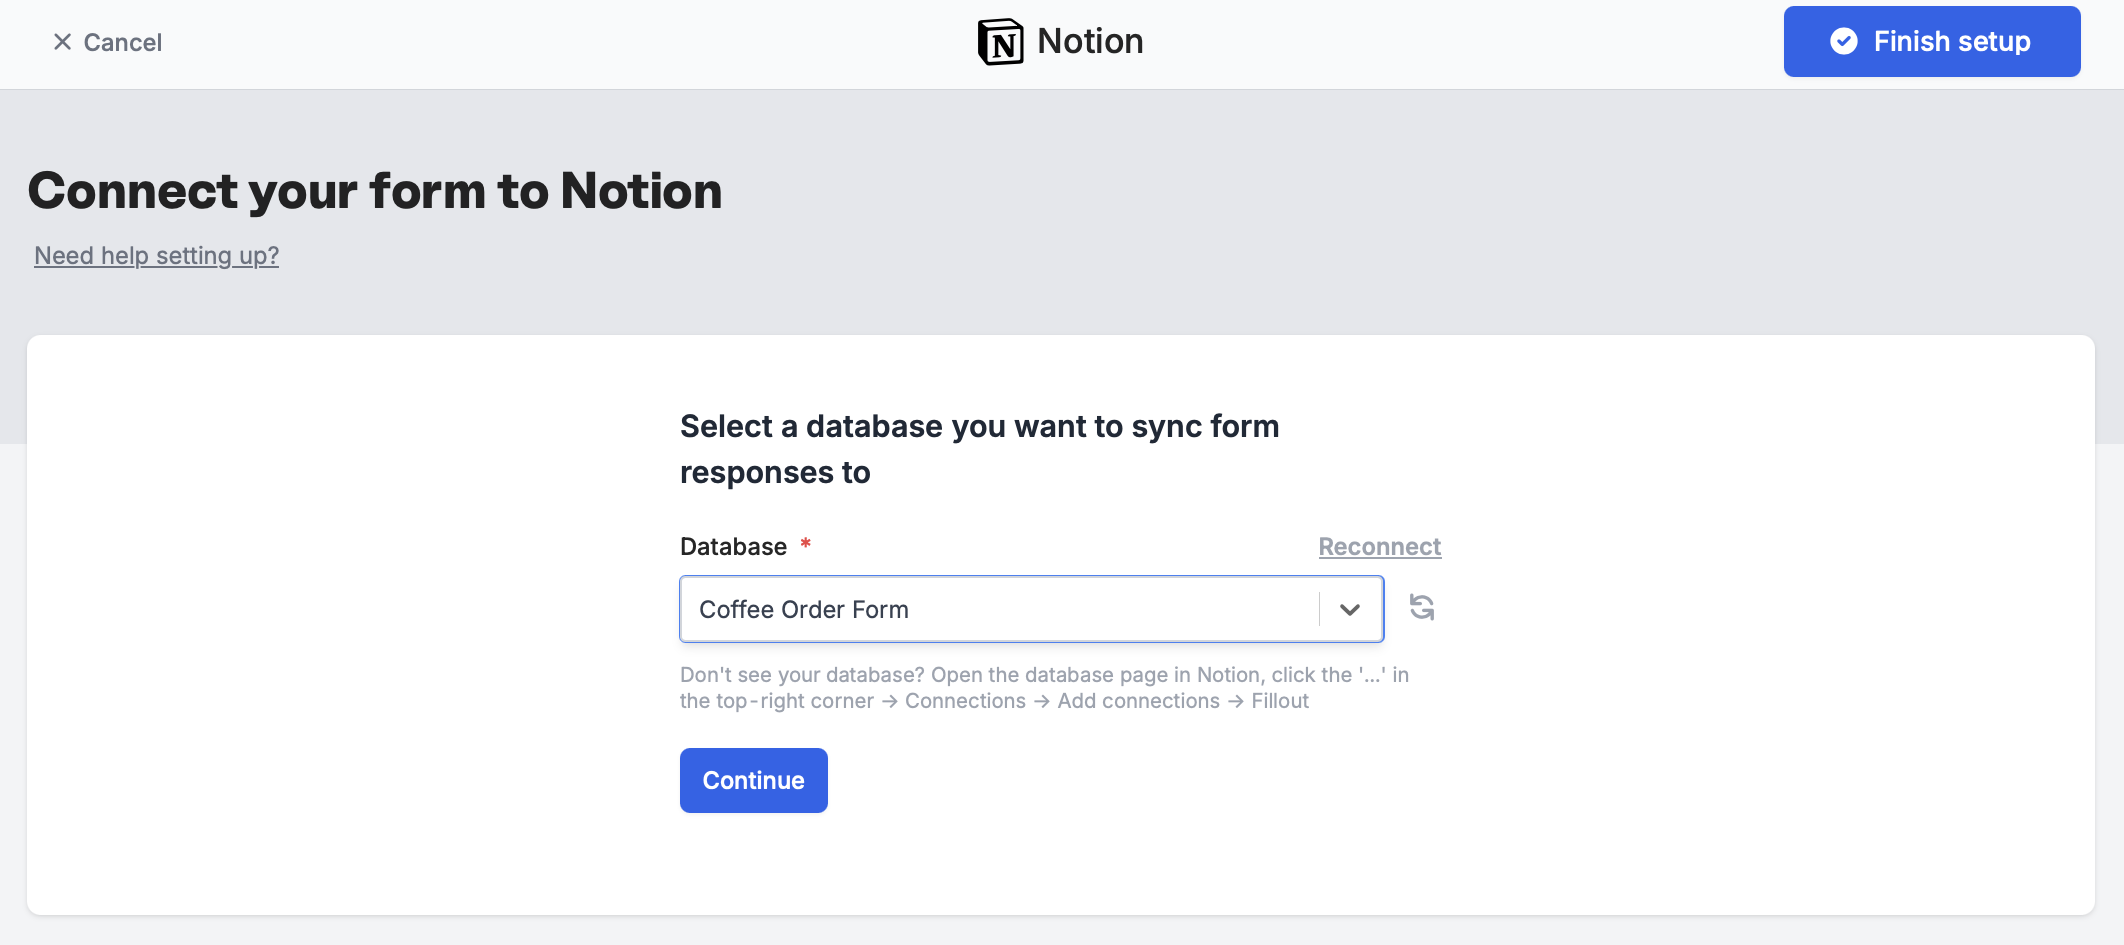 Cancel
Notion
Finish setup
Connect your form to Notion
Need help setting up?
Select a database you want to sync form
responses to
Database *
Reconnect
Coffee Order Form
Don't see your database? Open the database page in Notion, click the '...' in
the top-right corner → Connections → Add connections → Fillout
Continue